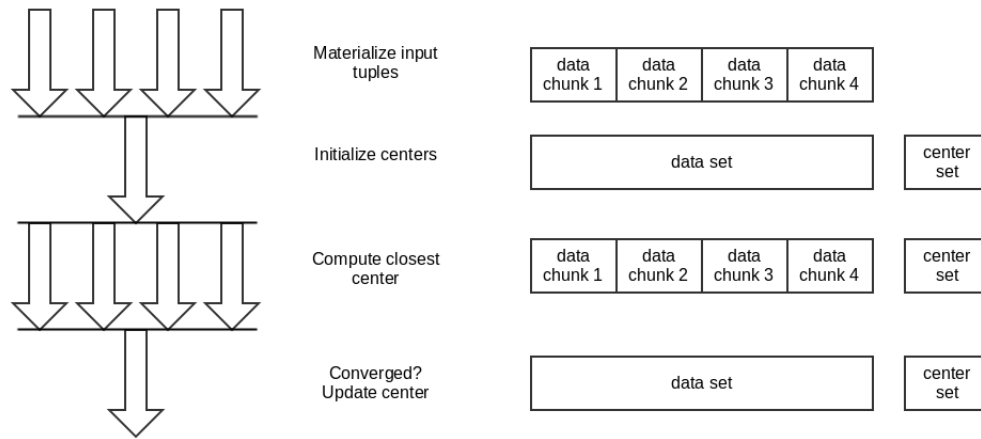 Materialize input
tuples
data
chunk 1
data
chunk 2
data
chunk 3
data
chunk 4
Initialize centers
data set
center
set
Compute closest
center
data
chunk 1
data
chunk 2
data
chunk 3
data
chunk 4
center
set
Converged?
Update center
data set
center
set